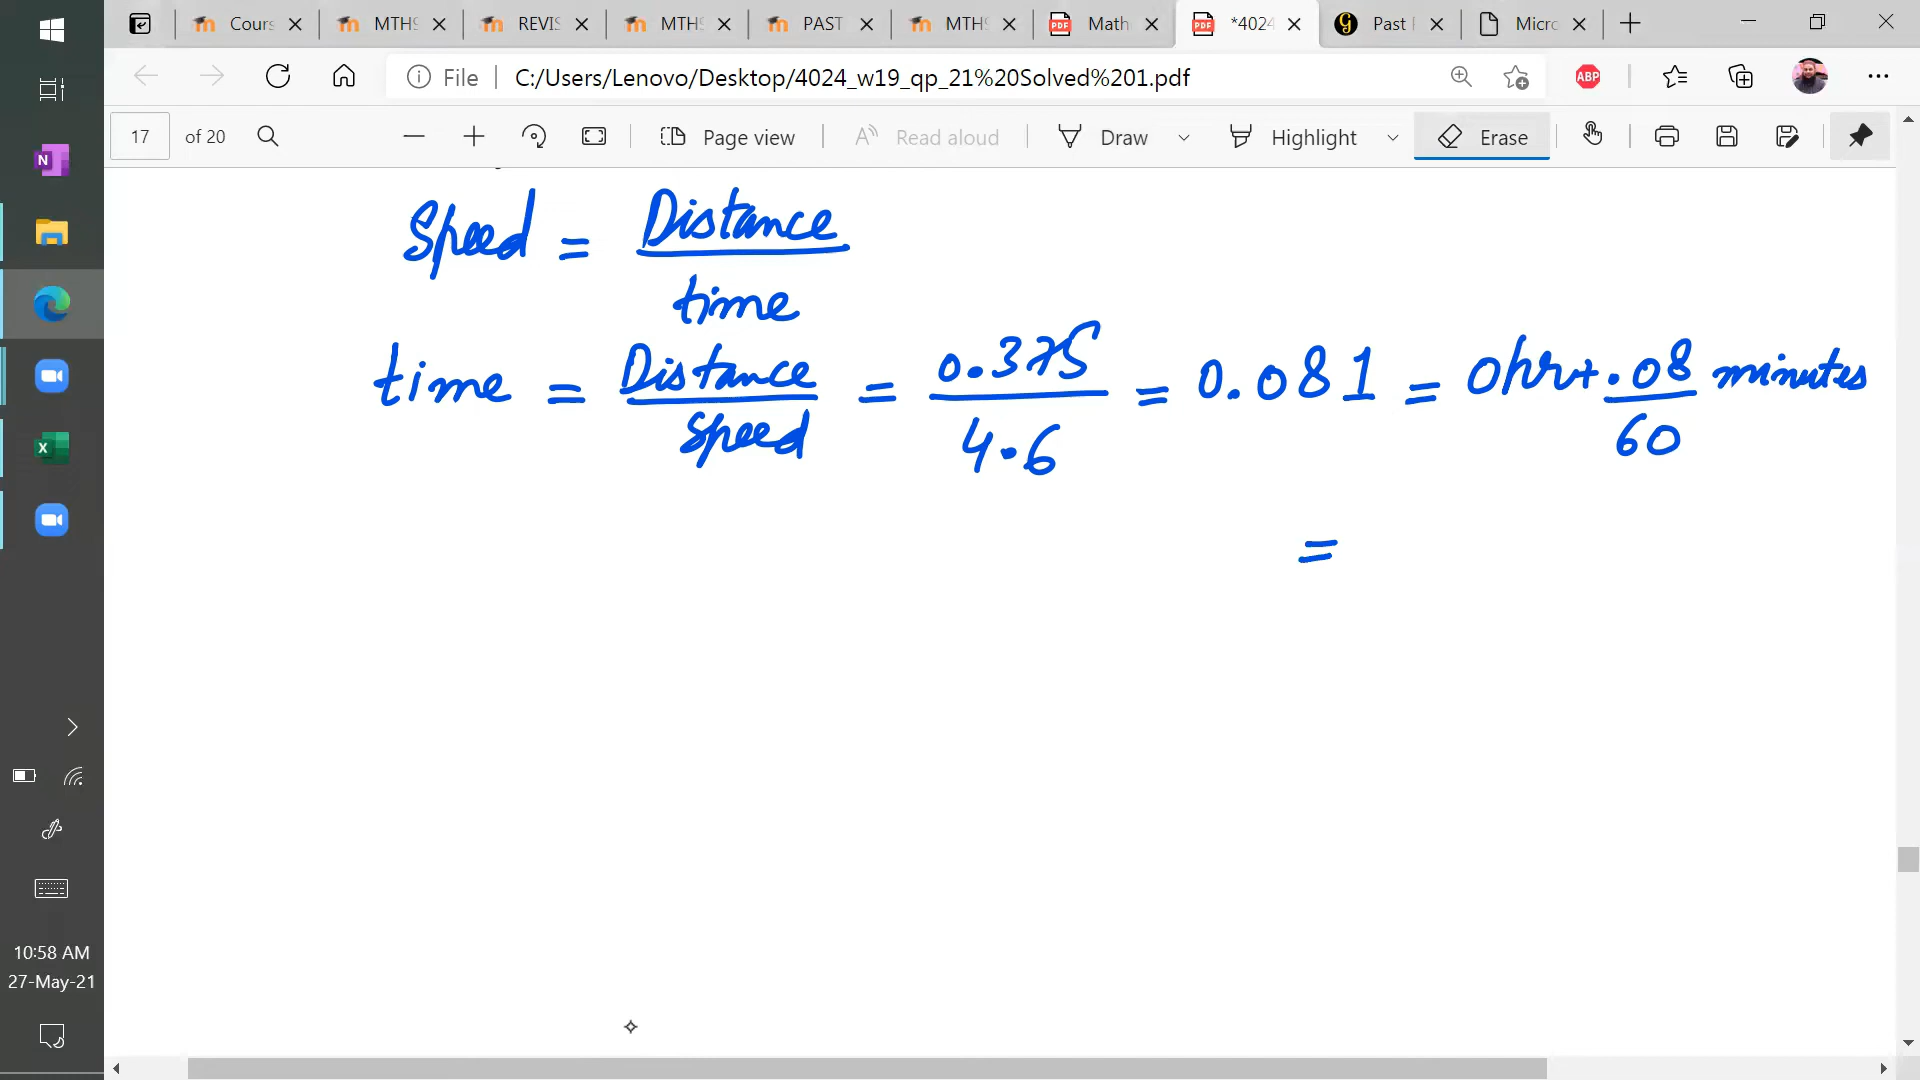 Cours MTHS REVIS MTHS PAST MTHS Math *4024 Past Micro
File C:/Users/Lenovo/Desktop/4024_w19_qp_21%20Solved%201.pdf ABP
17 of 20 Page view Read aloud Draw Highlight Erase
Speed = Distance
time
time = Distance = 0.375 = 0.081 = 0hr + .08 minutes
Speed 4.6 60
=
10:58 AM
27-May-21